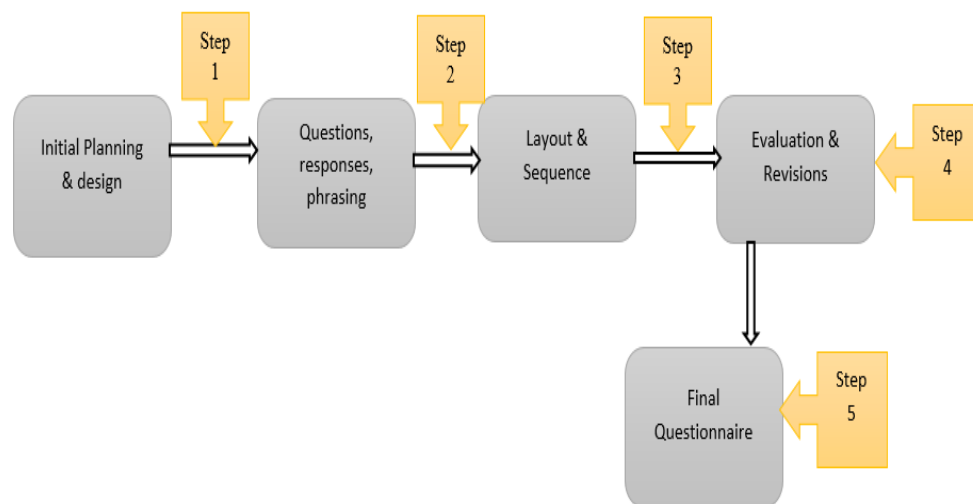 Step
1
Step
2
Step
3
Initial Planning
& design
Questions,
responses,
phrasing
Layout &
Sequence
Evaluation &
Revisions
Step
4
Final
Questionnaire
Step
5